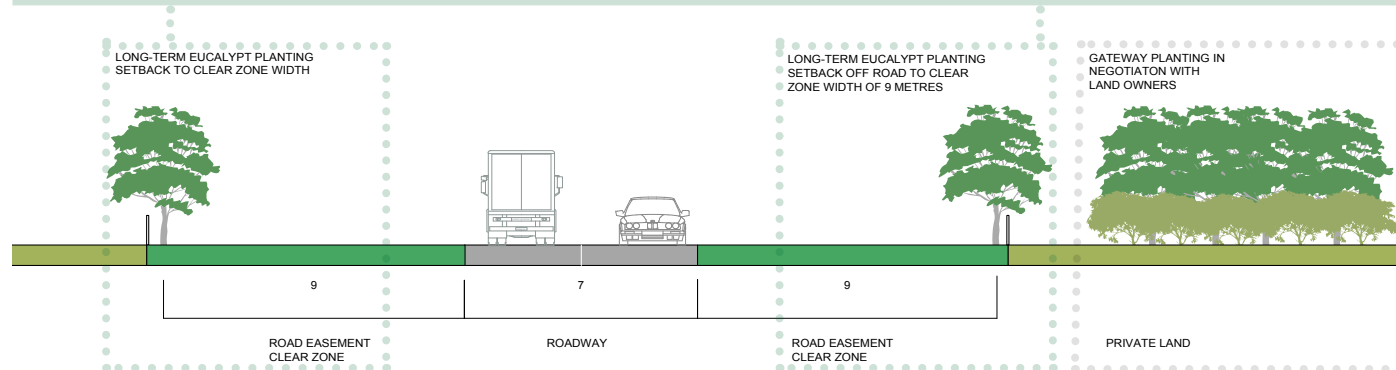 LONG-TERM EUCALYPT PLANTING
SETBACK TO CLEAR ZONE WIDTH
LONG-TERM EUCALYPT PLANTING
SETBACK OFF ROAD TO CLEAR
ZONE WIDTH OF 9 METRES
GATEWAY PLANTING IN
NEGOTIATON WITH
LAND OWNERS
9
7
9
ROAD EASEMENT
CLEAR ZONE
ROADWAY
ROAD EASEMENT
CLEAR ZONE
PRIVATE LAND